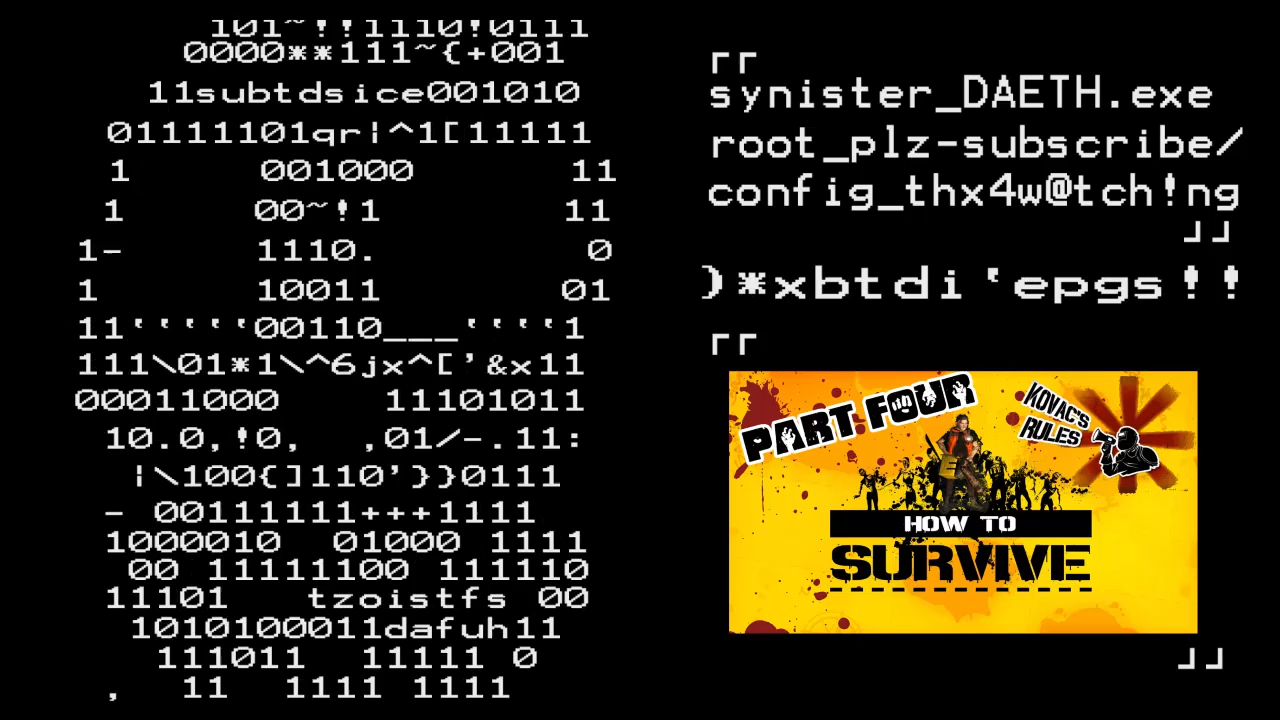 101~!!1110!0111
0000**111~{+001
11subtdsice001010
01111101qr¦^1[11111
1 001000 11
1 00~!1 11
1- 1110. 0
1 10011 01
11'''''00110___''''1
111\01*1\^6jx^['&x11
00011000 11101011
10.0,!0, ,01/-.11:
¦\100{]110'}}0111
- 00111111+++1111
1000010 01000 1111
00 11111100 111110
11101 tzoistfs 00
1010100011dafuh11
111011 11111 0
, 11 1111 1111
┌┌
synister_DAETH.exe
root_plz-subscribe/
config_thx4w@tch!ng
┘┘
)*xbtdi'epgs!!
┌┌
PART FOUR
KOVAC'S
RULES
HOW TO
SURVIVE
┘┘